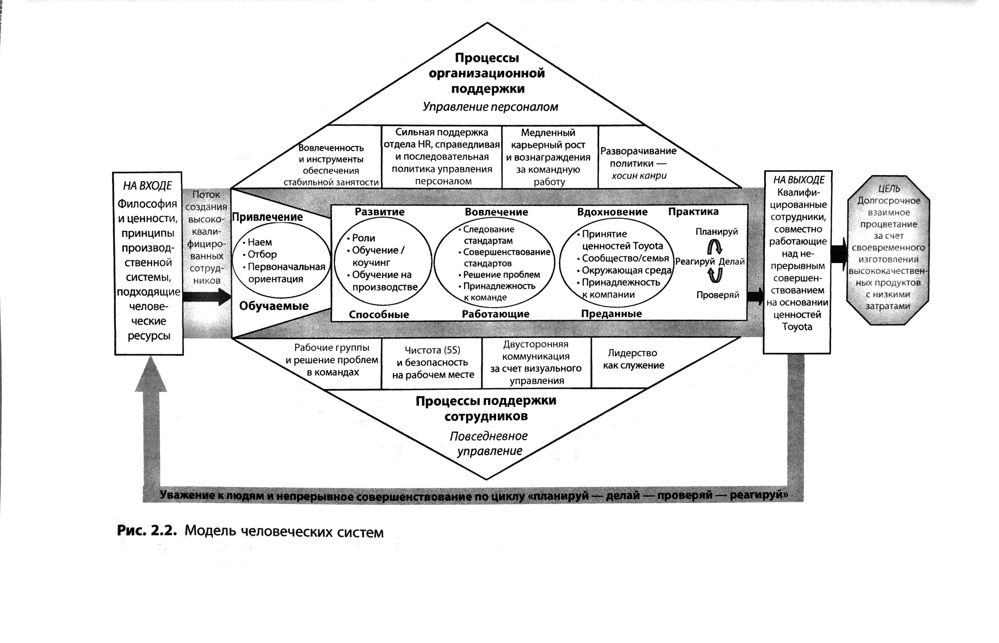 Процессы
организационной
поддержки
Управление персоналом
Вовлеченность
и инструменты
обеспечения
стабильной занятости
Сильная поддержка
отдела HR, справедливая
и последовательная
политика управления
персоналом
Медленный
карьерный рост
и вознаграждения
за командную
работу
Разворачивание
политики —
хосин канри
НА ВХОДЕ
Философия
и ценности,
принципы
производ-
ственной
системы,
подходящие
челове-
ческие
ресурсы
Поток
создания
высоко-
квали-
фициро-
ванных
сотруд-
ников
Привлечение
• Наем
• Отбор
• Первоначальная
ориентация
Обучаемые
Развитие
• Роли
• Обучение /
коучинг
• Обучение на
производстве
Способные
Вовлечение
• Следование
стандартам
• Совершенствование
стандартов
• Решение проблем
• Принадлежность
к команде
Работающие
Вдохновение
• Принятие
ценностей Toyota
• Сообщество/семья
• Окружающая среда
• Принадлежность
к компании
Преданные
Практика
Планируй
Реагируй Делай
Проверяй
НА ВЫХОДЕ
Квалифи-
цированные
сотрудники,
совместно
работающие
над не-
прерывным
совершен-
ствованием
на основании
ценностей
Toyota
ЦЕЛЬ
Долгосрочное
взаимное
процветание
за счет
своевременного
изготовления
высококачествен-
ных продуктов
с низкими
затратами
Рабочие группы
и решение проблем
в командах
Чистота (5S)
и безопасность
на рабочем месте
Двусторонняя
коммуникация
за счет визуального
управления
Лидерство
как служение
Процессы поддержки
сотрудников
Повседневное
управление
Уважение к людям и непрерывное совершенствование по циклу «планируй — делай — проверяй — реагируй»
Рис. 2.2. Модель человеческих систем